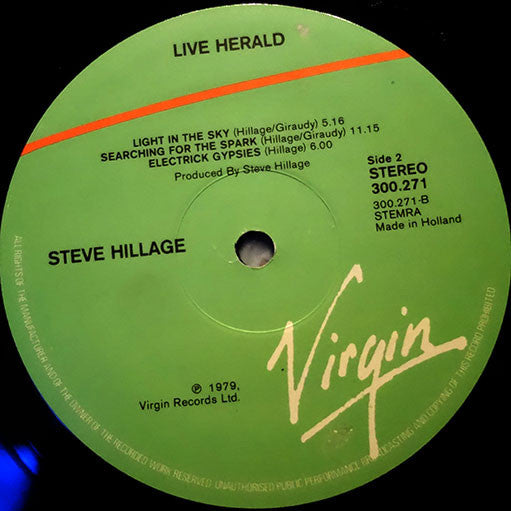 LIVE HERALD
LIGHT IN THE SKY (Hillage/Giraudy) 5.16
SEARCHING FOR THE SPARK (Hillage/Giraudy) 11.15
ELECTRICK GYPSIES (Hillage) 6.00
Produced By Steve Hillage
Side 2
STEREO
300.271
300.271-B
STEMRA
Made in Holland
STEVE HILLAGE
Virgin
℗ 1979,
Virgin Records Ltd.
ALL RIGHTS OF THE MANUFACTURER AND OF THE OWNER OF THE RECORDED WORK RESERVED. UNAUTHORISED PUBLIC PERFORMANCE BROADCASTING AND COPYING OF THIS RECORD PROHIBITED